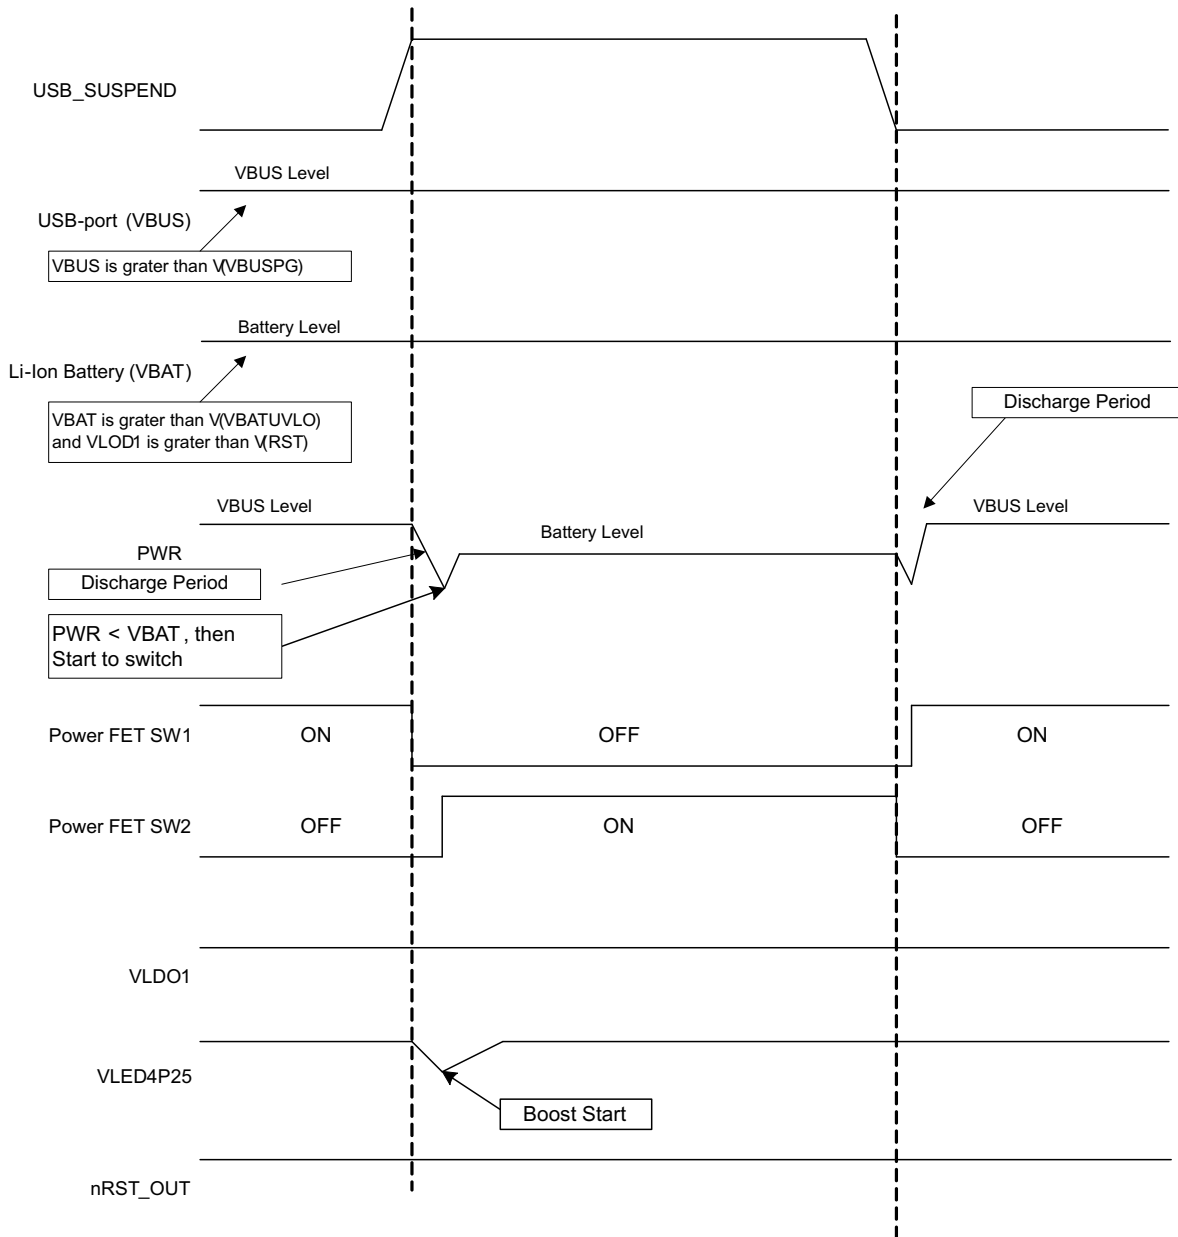 USB_SUSPEND
VBUS Level
USB-port (VBUS)
VBUS is grater than V(VBUSPG)
Battery Level
Li-Ion Battery (VBAT)
VBAT is grater than V(VBATUVLO)
and VLOD1 is grater than V(RST)
Discharge Period
VBUS Level
Battery Level
VBUS Level
PWR
Discharge Period
PWR < VBAT , then
Start to switch
Power FET SW1
ON
OFF
ON
Power FET SW2
OFF
ON
OFF
VLDO1
VLED4P25
Boost Start
nRST_OUT